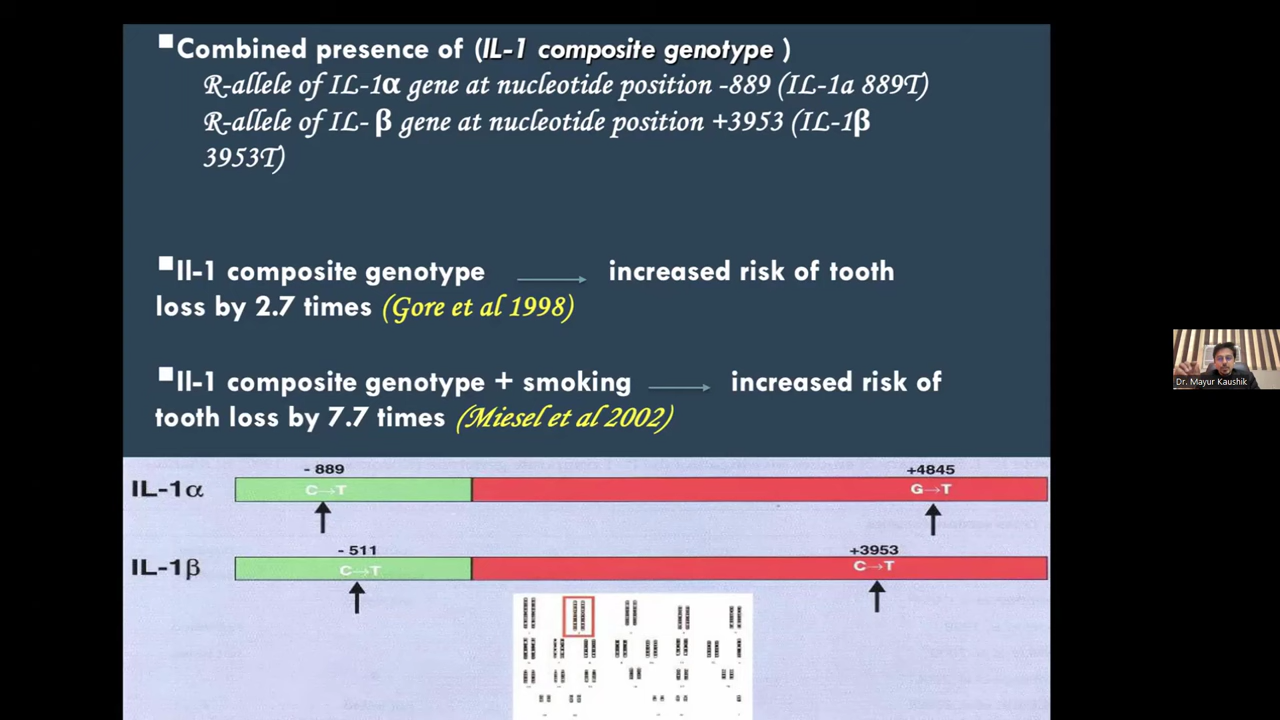 ▪Combined presence of (IL-1 composite genotype )
R-allele of IL-1α gene at nucleotide position -889 (IL-1a 889T)
R-allele of IL- β gene at nucleotide position +3953 (IL-1β
3953T)
▪Il-1 composite genotype → increased risk of tooth
loss by 2.7 times (Gore et al 1998)
▪Il-1 composite genotype + smoking → increased risk of
tooth loss by 7.7 times (Miesel et al 2002)
- 889 +4845
IL-1α C→T G→T
- 511 +3953
IL-1β C→T C→T
Dr. Mayur Kaushik